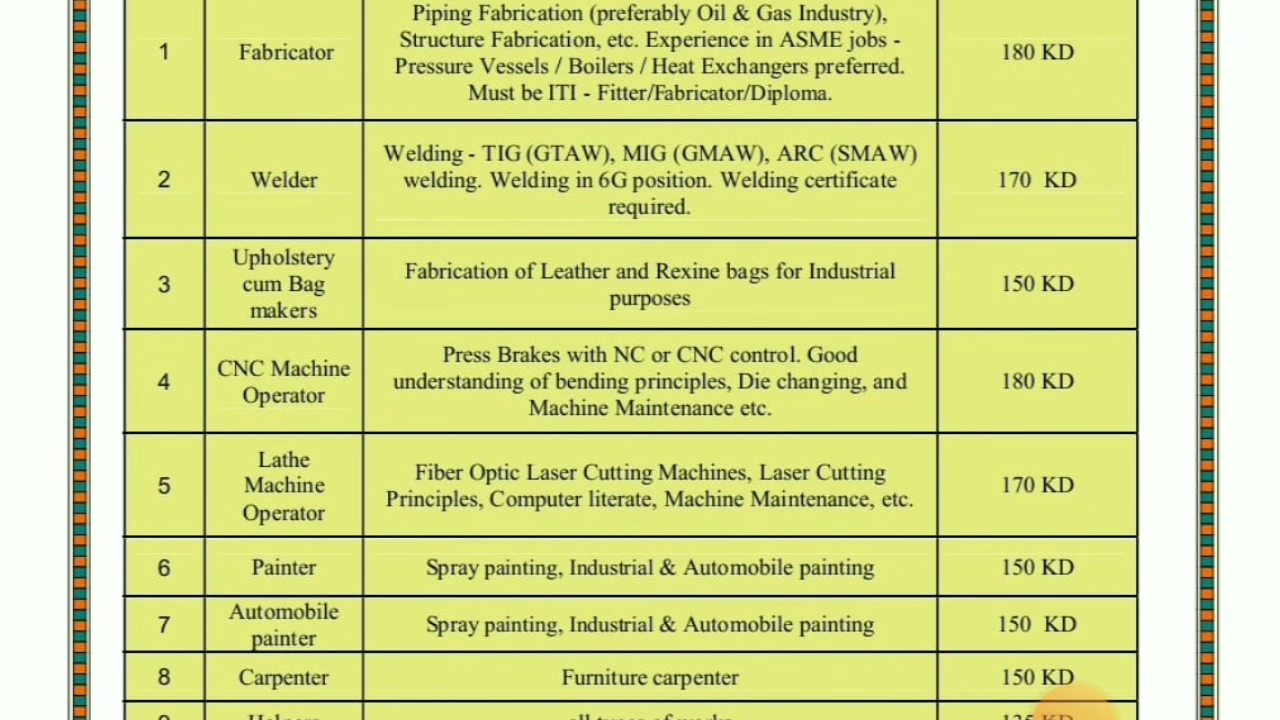 Piping Fabrication (preferably Oil & Gas Industry),
Structure Fabrication, etc. Experience in ASME jobs -
Pressure Vessels / Boilers / Heat Exchangers preferred.
Must be ITI - Fitter/Fabricator/Diploma.
1
Fabricator
180 KD
Welding - TIG (GTAW), MIG (GMAW), ARC (SMAW)
welding. Welding in 6G position. Welding certificate
required.
2
Welder
170 KD
Upholstery
cum Bag
makers
3
Fabrication of Leather and Rexine bags for Industrial
purposes
150 KD
4
CNC Machine
Operator
Press Brakes with NC or CNC control. Good
understanding of bending principles, Die changing, and
Machine Maintenance etc.
180 KD
5
Lathe
Machine
Operator
Fiber Optic Laser Cutting Machines, Laser Cutting
Principles, Computer literate, Machine Maintenance, etc.
170 KD
6
Painter
Spray painting, Industrial & Automobile painting
150 KD
7
Automobile
painter
Spray painting, Industrial & Automobile painting
150 KD
8
Carpenter
Furniture carpenter
150 KD